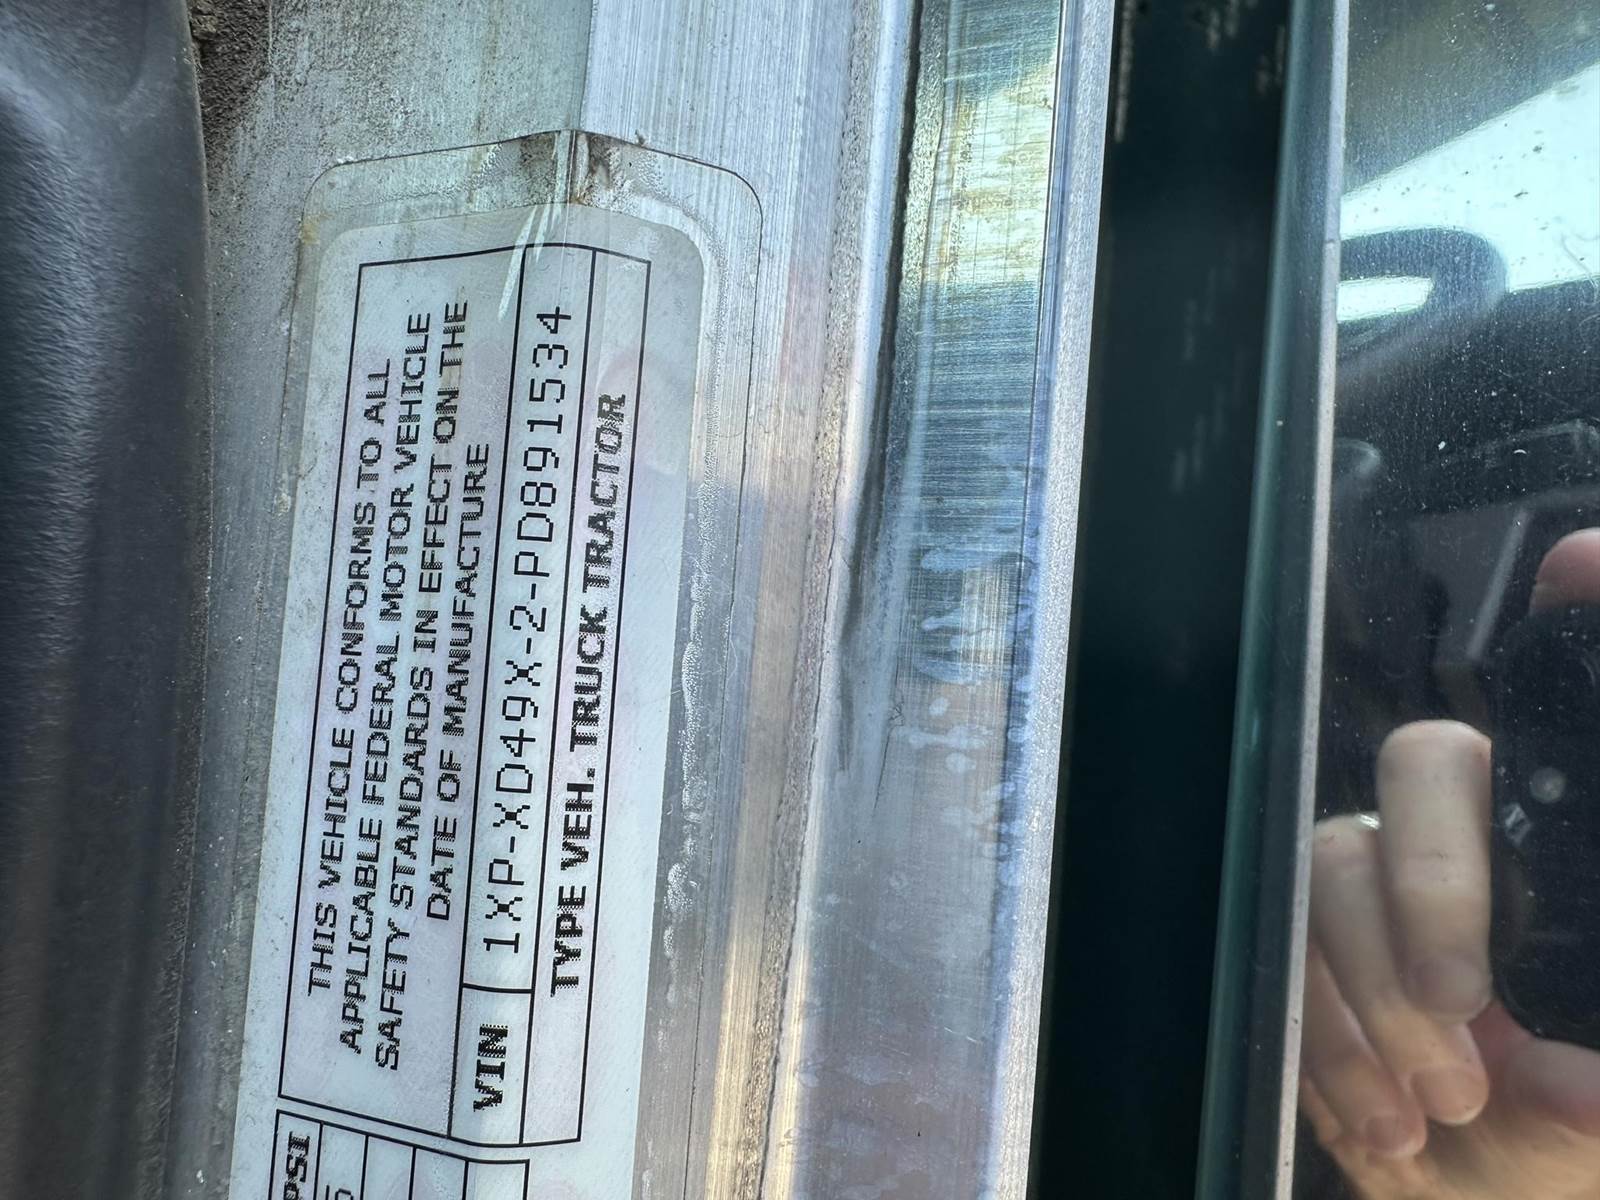 THIS VEHICLE CONFORMS TO ALL
APPLICABLE FEDERAL MOTOR VEHICLE
SAFETY STANDARDS IN EFFECT ON THE
DATE OF MANUFACTURE
VIN 1XP-XD49X-2-PD891534
TYPE VEH. TRUCK TRACTOR
PSI